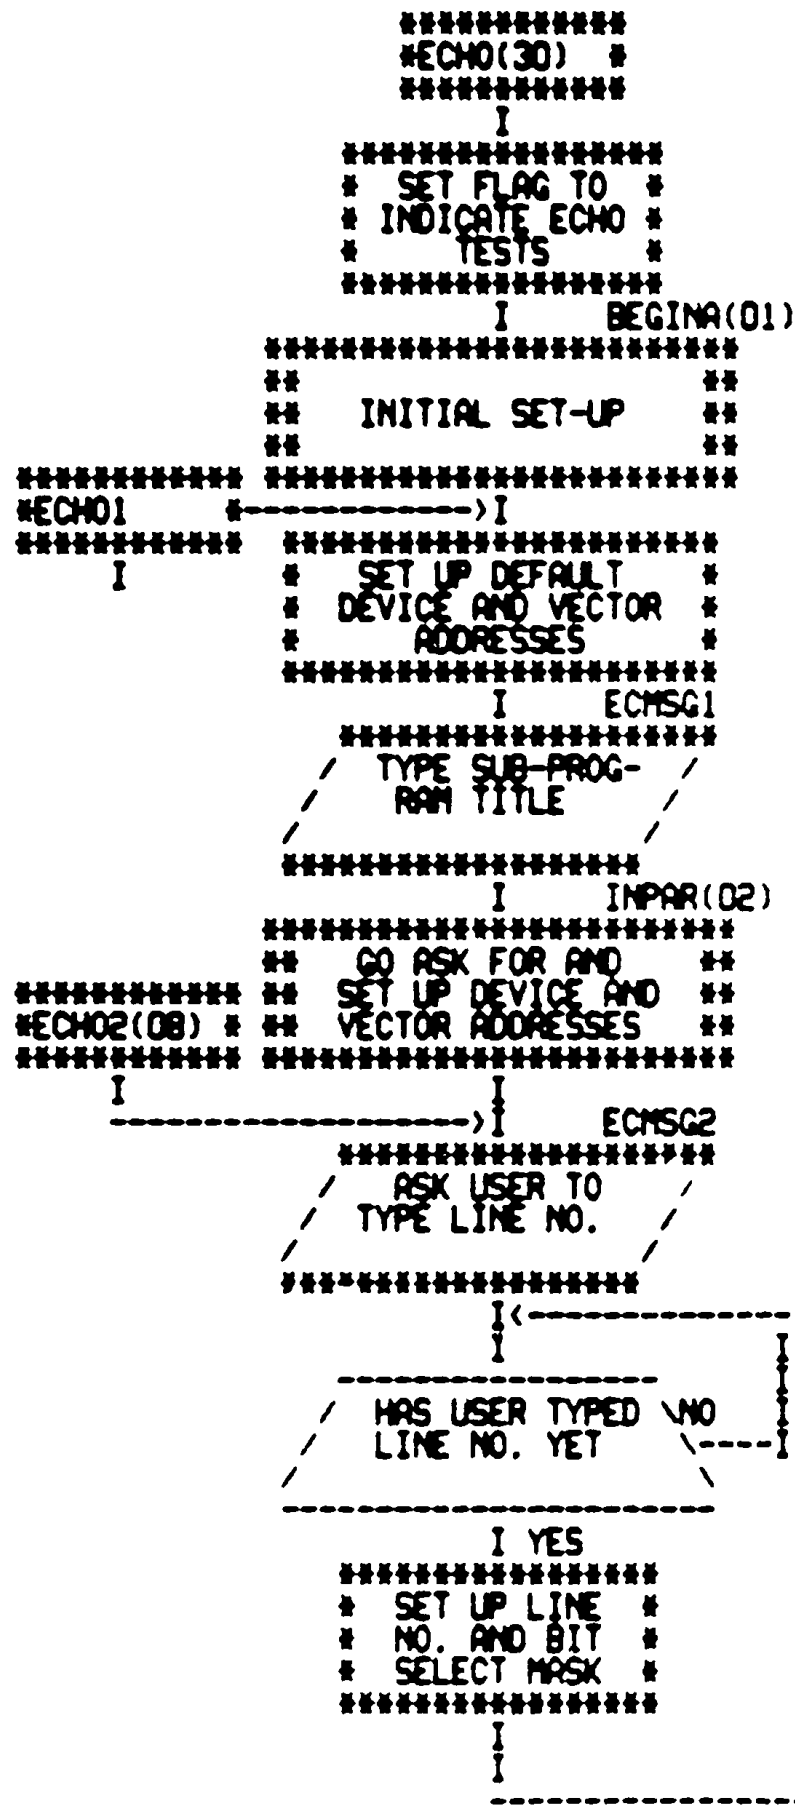 *ECHO(30) *
I
SET FLAG TO
INDICATE ECHO
TESTS
I BEGINA(01)
INITIAL SET-UP
*ECHO1 *------------->I
I
SET UP DEFAULT
DEVICE AND VECTOR
ADDRESSES
I ECMSG1
TYPE SUB-PROG-
RAM TITLE
I INPAR(02)
GO ASK FOR AND
SET UP DEVICE AND
VECTOR ADDRESSES
*ECHO2(08) *
I I
-------------------->I ECMSG2
ASK USER TO
TYPE LINE NO.
I<---------------
I I
HAS USER TYPED \NO
LINE NO. YET \----I
I YES
SET UP LINE
NO. AND BIT
SELECT MASK
I
I